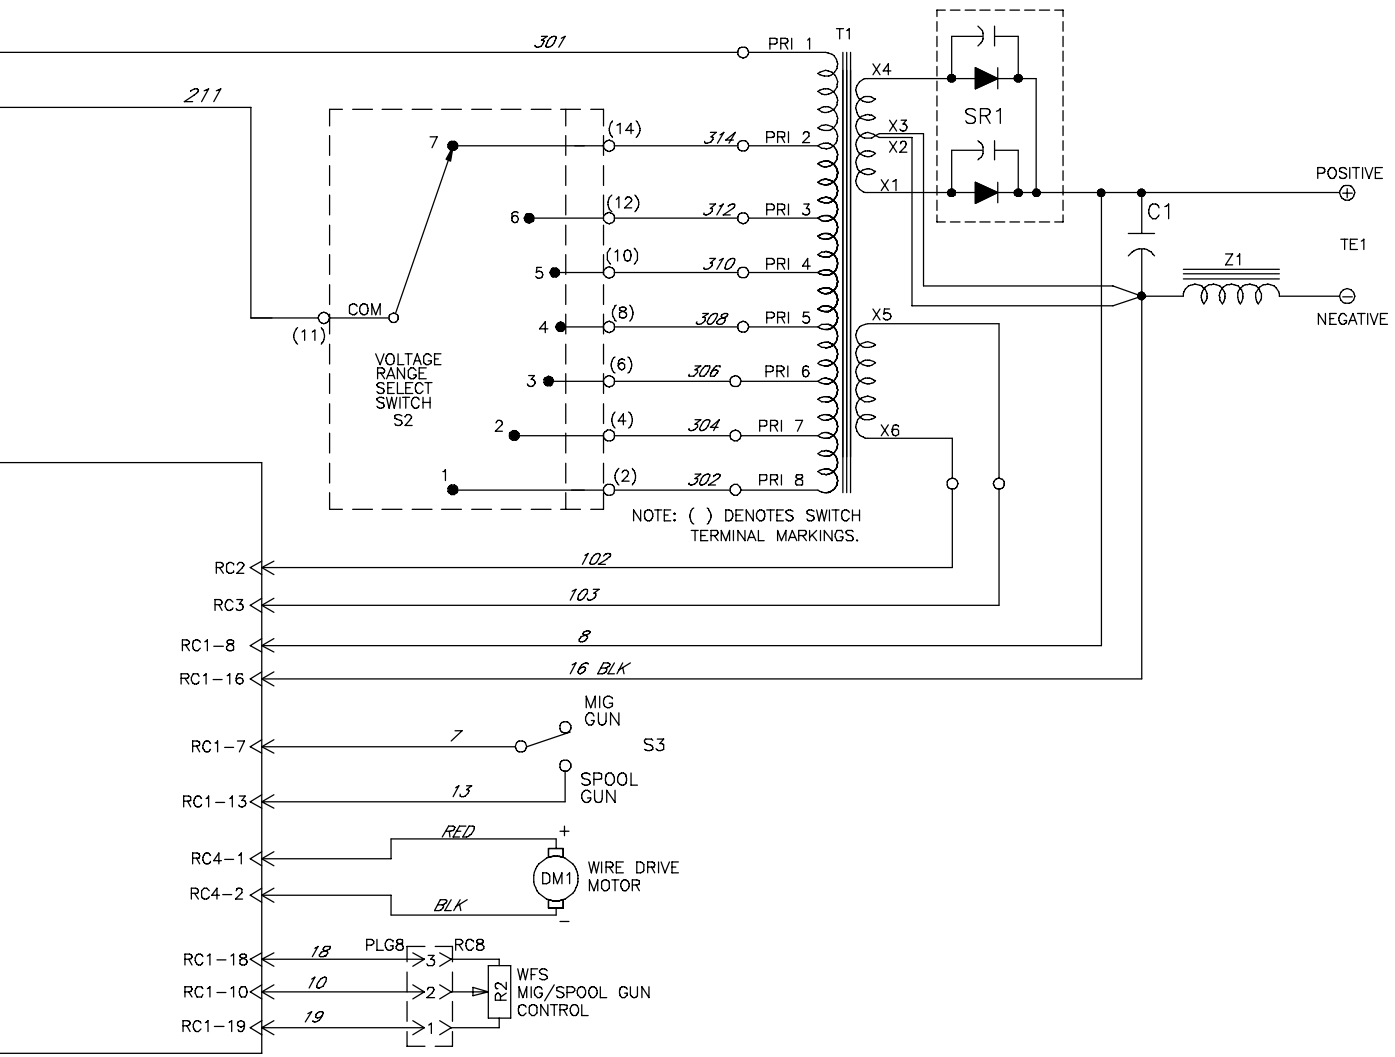 301
PRI 1
T1
211
X4
SR1
7
(14)
314
PRI 2
X3
X2
X1
POSITIVE
6
(12)
312
PRI 3
C1
TE1
5
(10)
310
PRI 4
Z1
COM
(11)
4
(8)
308
PRI 5
X5
NEGATIVE
VOLTAGE
RANGE
SELECT
SWITCH
S2
3
(6)
306
PRI 6
2
(4)
304
PRI 7
X6
1
(2)
302
PRI 8
NOTE: ( ) DENOTES SWITCH
TERMINAL MARKINGS.
RC2
102
RC3
103
RC1-8
8
RC1-16
16 BLK
MIG
GUN
RC1-7
7
S3
SPOOL
GUN
RC1-13
13
RC4-1
RED
+
DM1
WIRE DRIVE
MOTOR
RC4-2
BLK
−
RC1-18
18
PLG8
3
RC8
RC1-10
10
2
R2
WFS
MIG/SPOOL GUN
CONTROL
RC1-19
19
1